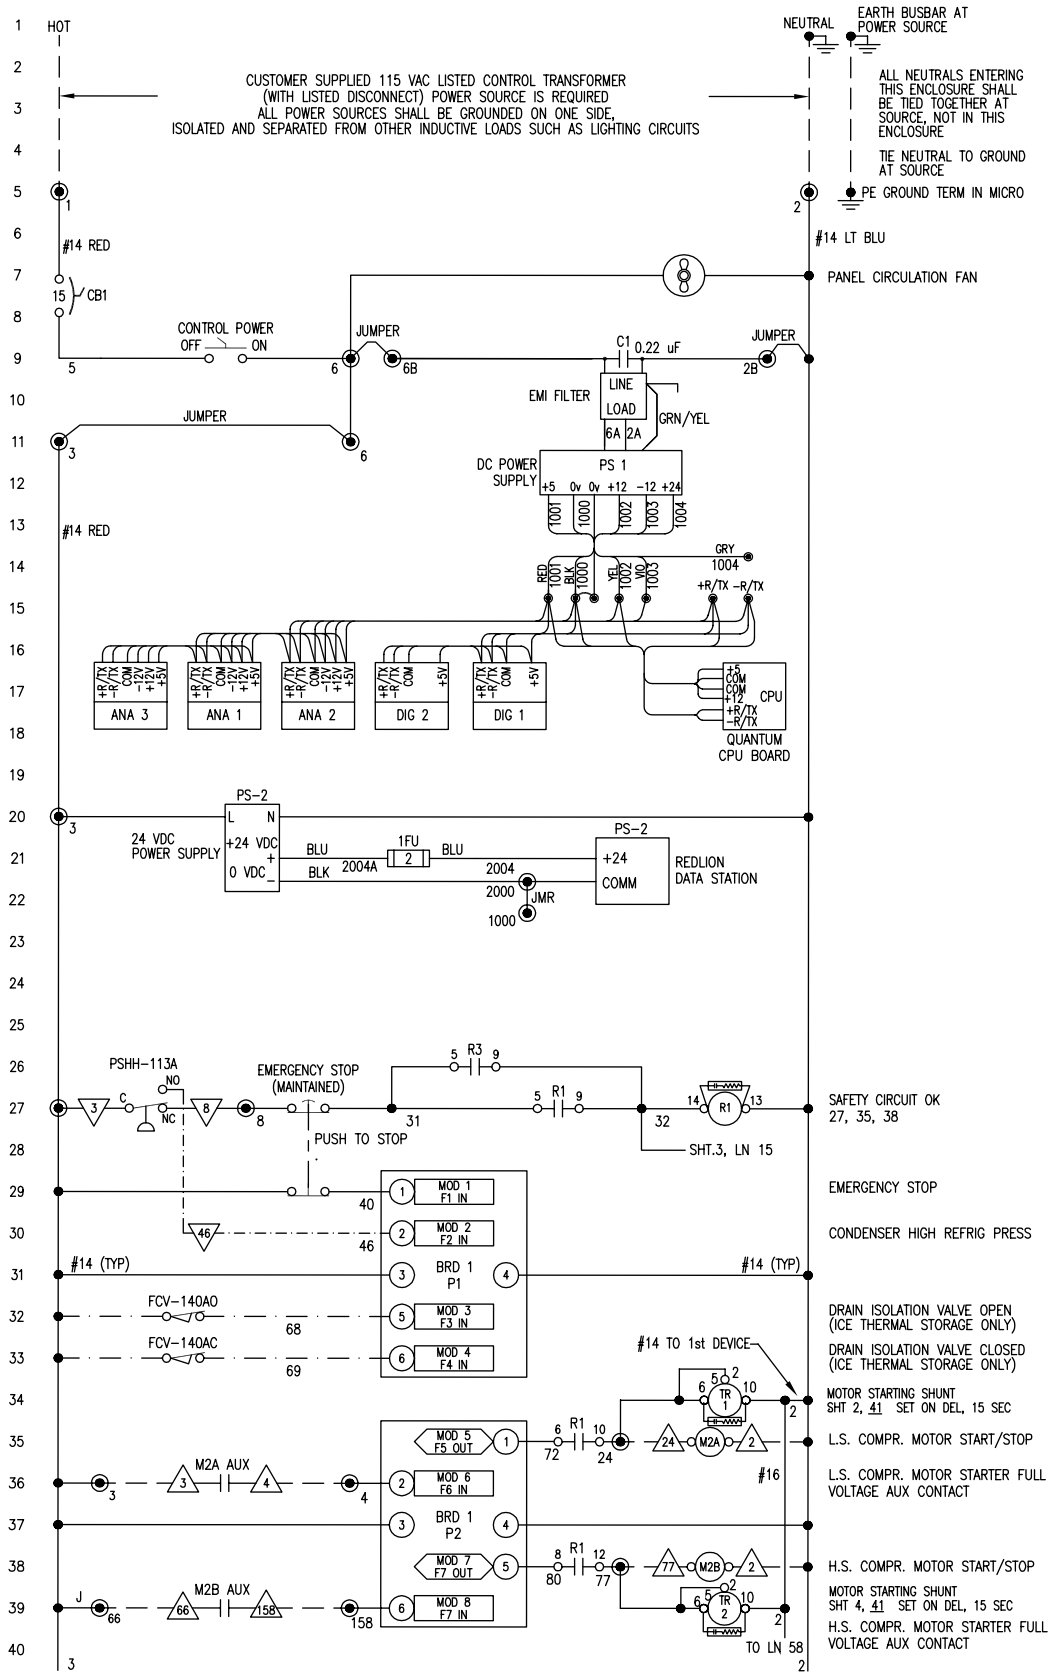 1 HOT NEUTRAL EARTH BUSBAR AT
POWER SOURCE
2
CUSTOMER SUPPLIED 115 VAC LISTED CONTROL TRANSFORMER
(WITH LISTED DISCONNECT) POWER SOURCE IS REQUIRED
ALL POWER SOURCES SHALL BE GROUNDED ON ONE SIDE,
ISOLATED AND SEPARATED FROM OTHER INDUCTIVE LOADS SUCH AS LIGHTING CIRCUITS
ALL NEUTRALS ENTERING
THIS ENCLOSURE SHALL
BE TIED TOGETHER AT
SOURCE, NOT IN THIS
ENCLOSURE
3
4
TIE NEUTRAL TO GROUND
AT SOURCE
5 1 2 PE GROUND TERM IN MICRO
6 #14 RED #14 LT BLU
7 PANEL CIRCULATION FAN
15 CB1
8
CONTROL POWER
OFF ON
JUMPER
C1 0.22 uF
JUMPER
9 5 6 6B 2B
10 EMI FILTER
LINE
LOAD
GRN/YEL
JUMPER
6A 2A
11 3 6
DC POWER
SUPPLY
PS 1
12 +5 0v 0v +12 -12 +24
1001 1000 1002 1003 1004
13 #14 RED
GRY
1004
14 RED 1001 BLK 1000 YEL 1002 VIO 1003
+R/TX -R/TX
15
16
17
+R/TX -R/TX COM -12V +12V +5V
ANA 3
+R/TX -R/TX COM -12V +12V +5V
ANA 1
+R/TX -R/TX COM -12V +12V +5V
ANA 2
+R/TX -R/TX COM +5V
DIG 2
+R/TX -R/TX COM +5V
DIG 1
+5
COM
COM
+12
+R/TX
-R/TX
CPU
18 QUANTUM
CPU BOARD
19
PS-2
20 3 L N
24 VDC
POWER SUPPLY
+24 VDC
+
0 VDC
-
PS-2
21 BLU 1FU BLU
2
2004A 2004
+24
REDLION
DATA STATION
BLK COMM
22 2000
JMR
1000
23
24
25
26 PSHH-113A
NO
EMERGENCY STOP
(MAINTAINED)
5 R3 9
27 3 C NC 8 8 31 5 R1 9 32 14 R1 13
SAFETY CIRCUIT OK
27, 35, 38
PUSH TO STOP
28 SHT.3, LN 15
29 40 1 MOD 1
F1 IN
EMERGENCY STOP
30 46 46 2 MOD 2
F2 IN
CONDENSER HIGH REFRIG PRESS
31 #14 (TYP) 3 BRD 1
P1
4 #14 (TYP)
32 FCV-140AO 68 5 MOD 3
F3 IN
DRAIN ISOLATION VALVE OPEN
(ICE THERMAL STORAGE ONLY)
33 FCV-140AC 69 6 MOD 4
F4 IN
#14 TO 1st DEVICE
DRAIN ISOLATION VALVE CLOSED
(ICE THERMAL STORAGE ONLY)
34 6 5 2 TR
1
10 2
MOTOR STARTING SHUNT
SHT 2, 41 SET ON DEL, 15 SEC
35 MOD 5
F5 OUT
1 6 R1 10 72 24 24 M2A 2
L.S. COMPR. MOTOR START/STOP
36 3 M2A AUX 3 4 4 2 MOD 6
F6 IN
#16
L.S. COMPR. MOTOR STARTER FULL
VOLTAGE AUX CONTACT
37 3 BRD 1
P2
4
38 MOD 7
F7 OUT
5 8 R1 12 80 77 77 M2B 2
H.S. COMPR. MOTOR START/STOP
39 J 66 M2B AUX 66 158 158 6 MOD 8
F7 IN
6 5 2 TR
2
10 2
MOTOR STARTING SHUNT
SHT 4, 41 SET ON DEL, 15 SEC
H.S. COMPR. MOTOR STARTER FULL
VOLTAGE AUX CONTACT
40 3 TO LN 58 2